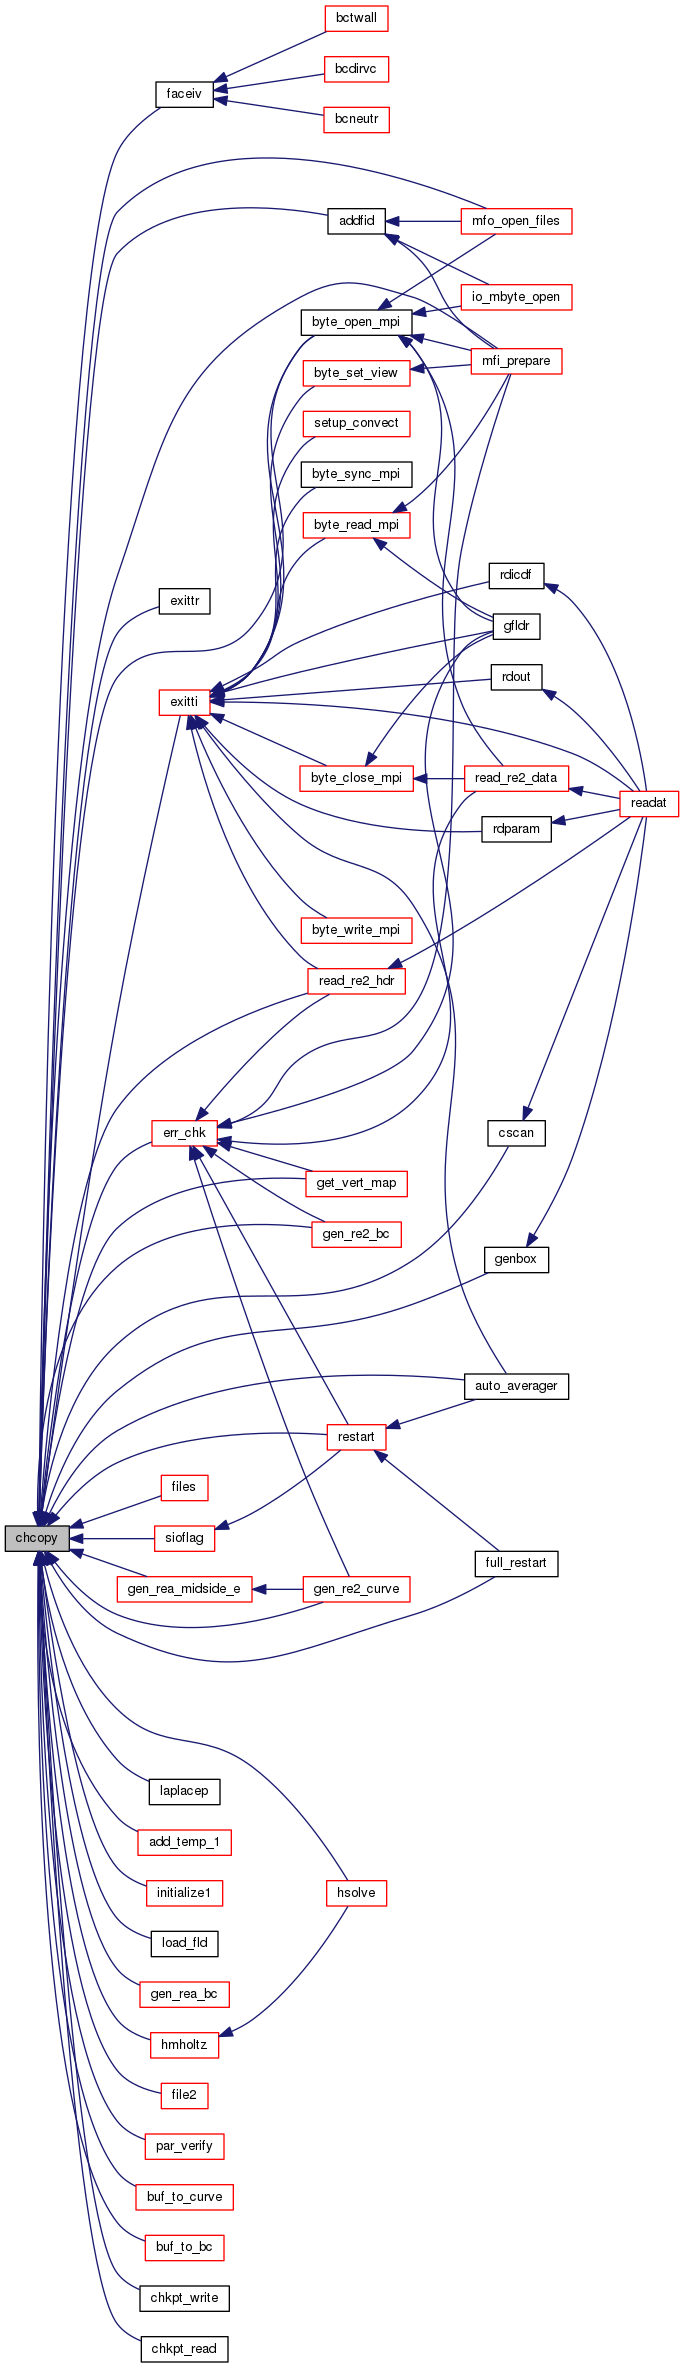 bctwall
bcdirvc
faceiv
bcneutr
addfid
mfo_open_files
io_mbyte_open
byte_open_mpi
mfi_prepare
byte_set_view
setup_convect
byte_sync_mpi
byte_read_mpi
rdicdf
exittr
gfldr
rdout
exitti
byte_close_mpi
read_re2_data
readat
rdparam
byte_write_mpi
read_re2_hdr
err_chk
cscan
get_vert_map
gen_re2_bc
genbox
auto_averager
restart
files
chcopy
sioflag
full_restart
gen_rea_midside_e
gen_re2_curve
laplacep
add_temp_1
initialize1
hsolve
load_fld
gen_rea_bc
hmholtz
file2
par_verify
buf_to_curve
buf_to_bc
chkpt_write
chkpt_read